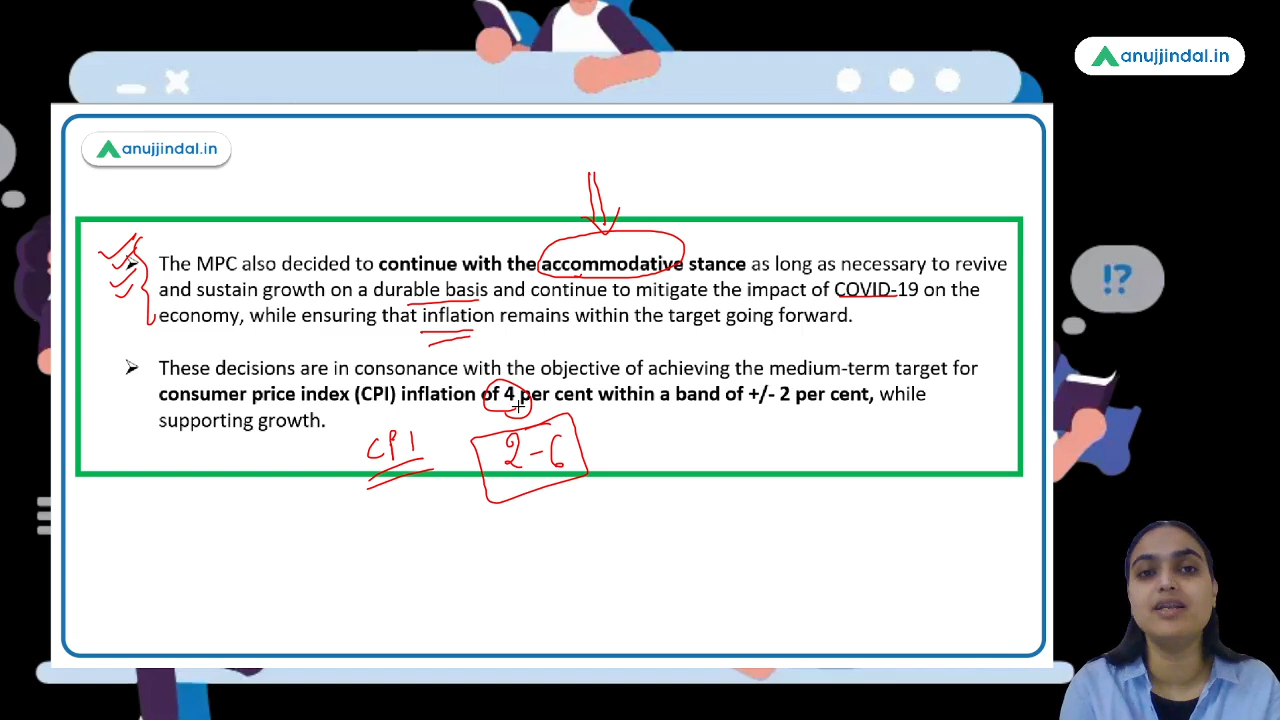 anujjindal.in
anujjindal.in
The MPC also decided to continue with the accommodative stance as long as necessary to revive
and sustain growth on a durable basis and continue to mitigate the impact of COVID-19 on the
economy, while ensuring that inflation remains within the target going forward.
These decisions are in consonance with the objective of achieving the medium-term target for
consumer price index (CPI) inflation of 4 per cent within a band of +/- 2 per cent, while
supporting growth.
CPI
2-6
!?